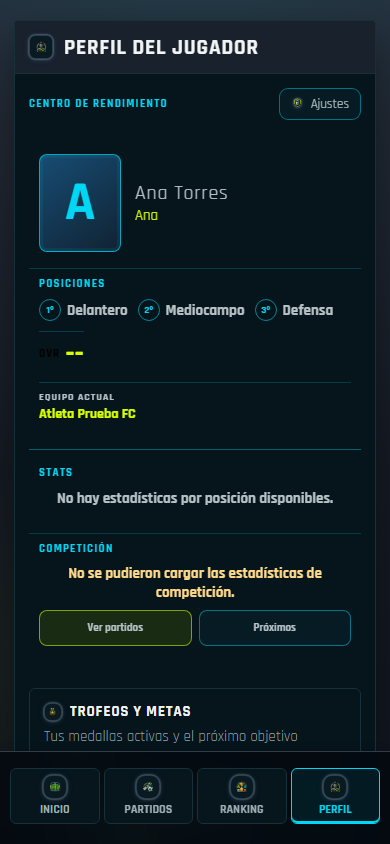 PERFIL DEL JUGADOR
CENTRO DE RENDIMIENTO
Ajustes
A
Ana Torres
Ana
POSICIONES
1º Delantero 2º Mediocampo 3º Defensa
OVR --
EQUIPO ACTUAL
Atleta Prueba FC
STATS
No hay estadísticas por posición disponibles.
COMPETICIÓN
No se pudieron cargar las estadísticas de
competición.
Ver partidos Próximos
TROFEOS Y METAS
Tus medallas activas y el próximo objetivo
INICIO PARTIDOS RANKING PERFIL